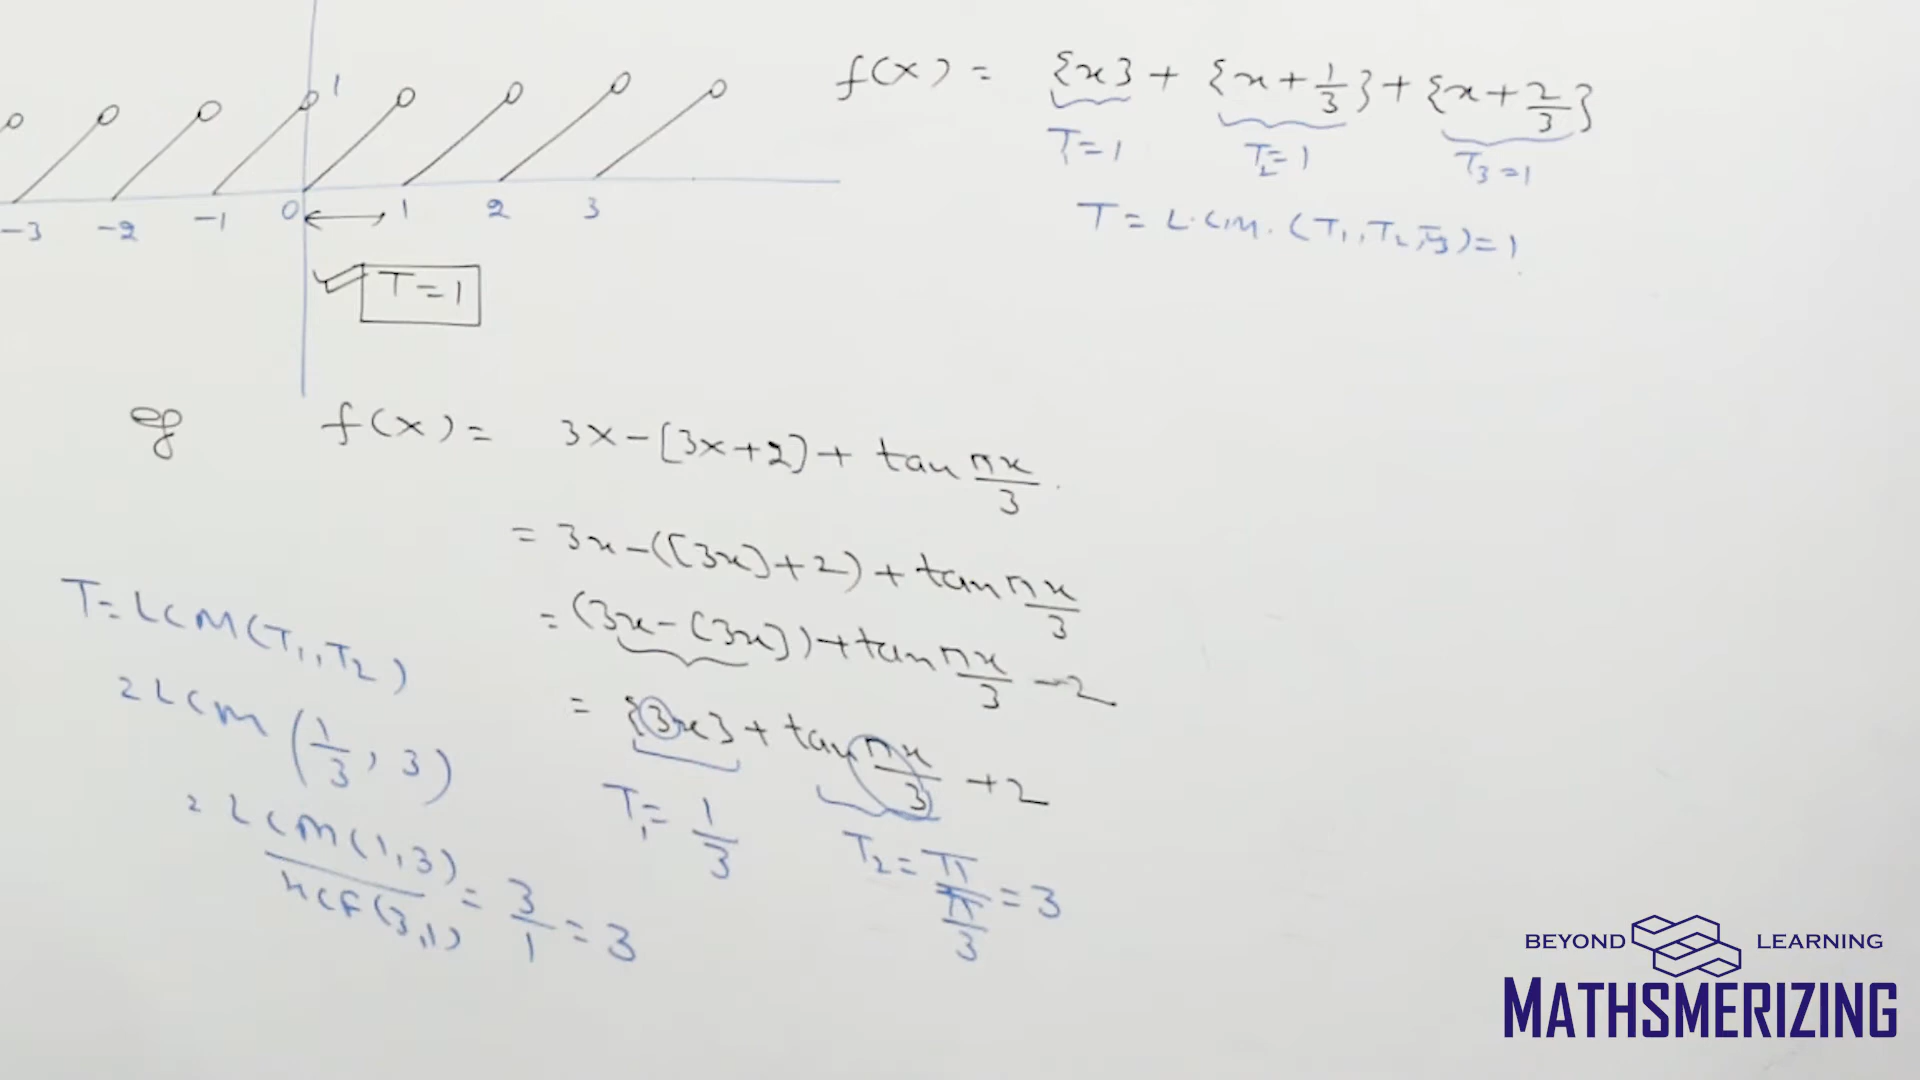 1
f(x) = {x} + {x + 1/3} + {x + 2/3}
T=1 T2=1 T3=1
T = L.C.M. (T1, T2, T3) = 1
-3 -2 -1 0 1 2 3
T=1
eg f(x) = 3x-[3x+2]+ tan πx/3
= 3x-([3x]+2)+tan πx/3
= (3x-[3x])+tan πx/3 -2
= {3x}+tan πx/3 +2
T1= 1/3 T2= π/(π/3) =3
T=LCM(T1,T2)
= LCM (1/3, 3)
= LCM(1,3)/HCF(3,1) = 3/1 = 3
BEYOND LEARNING
MATHSMERIZING